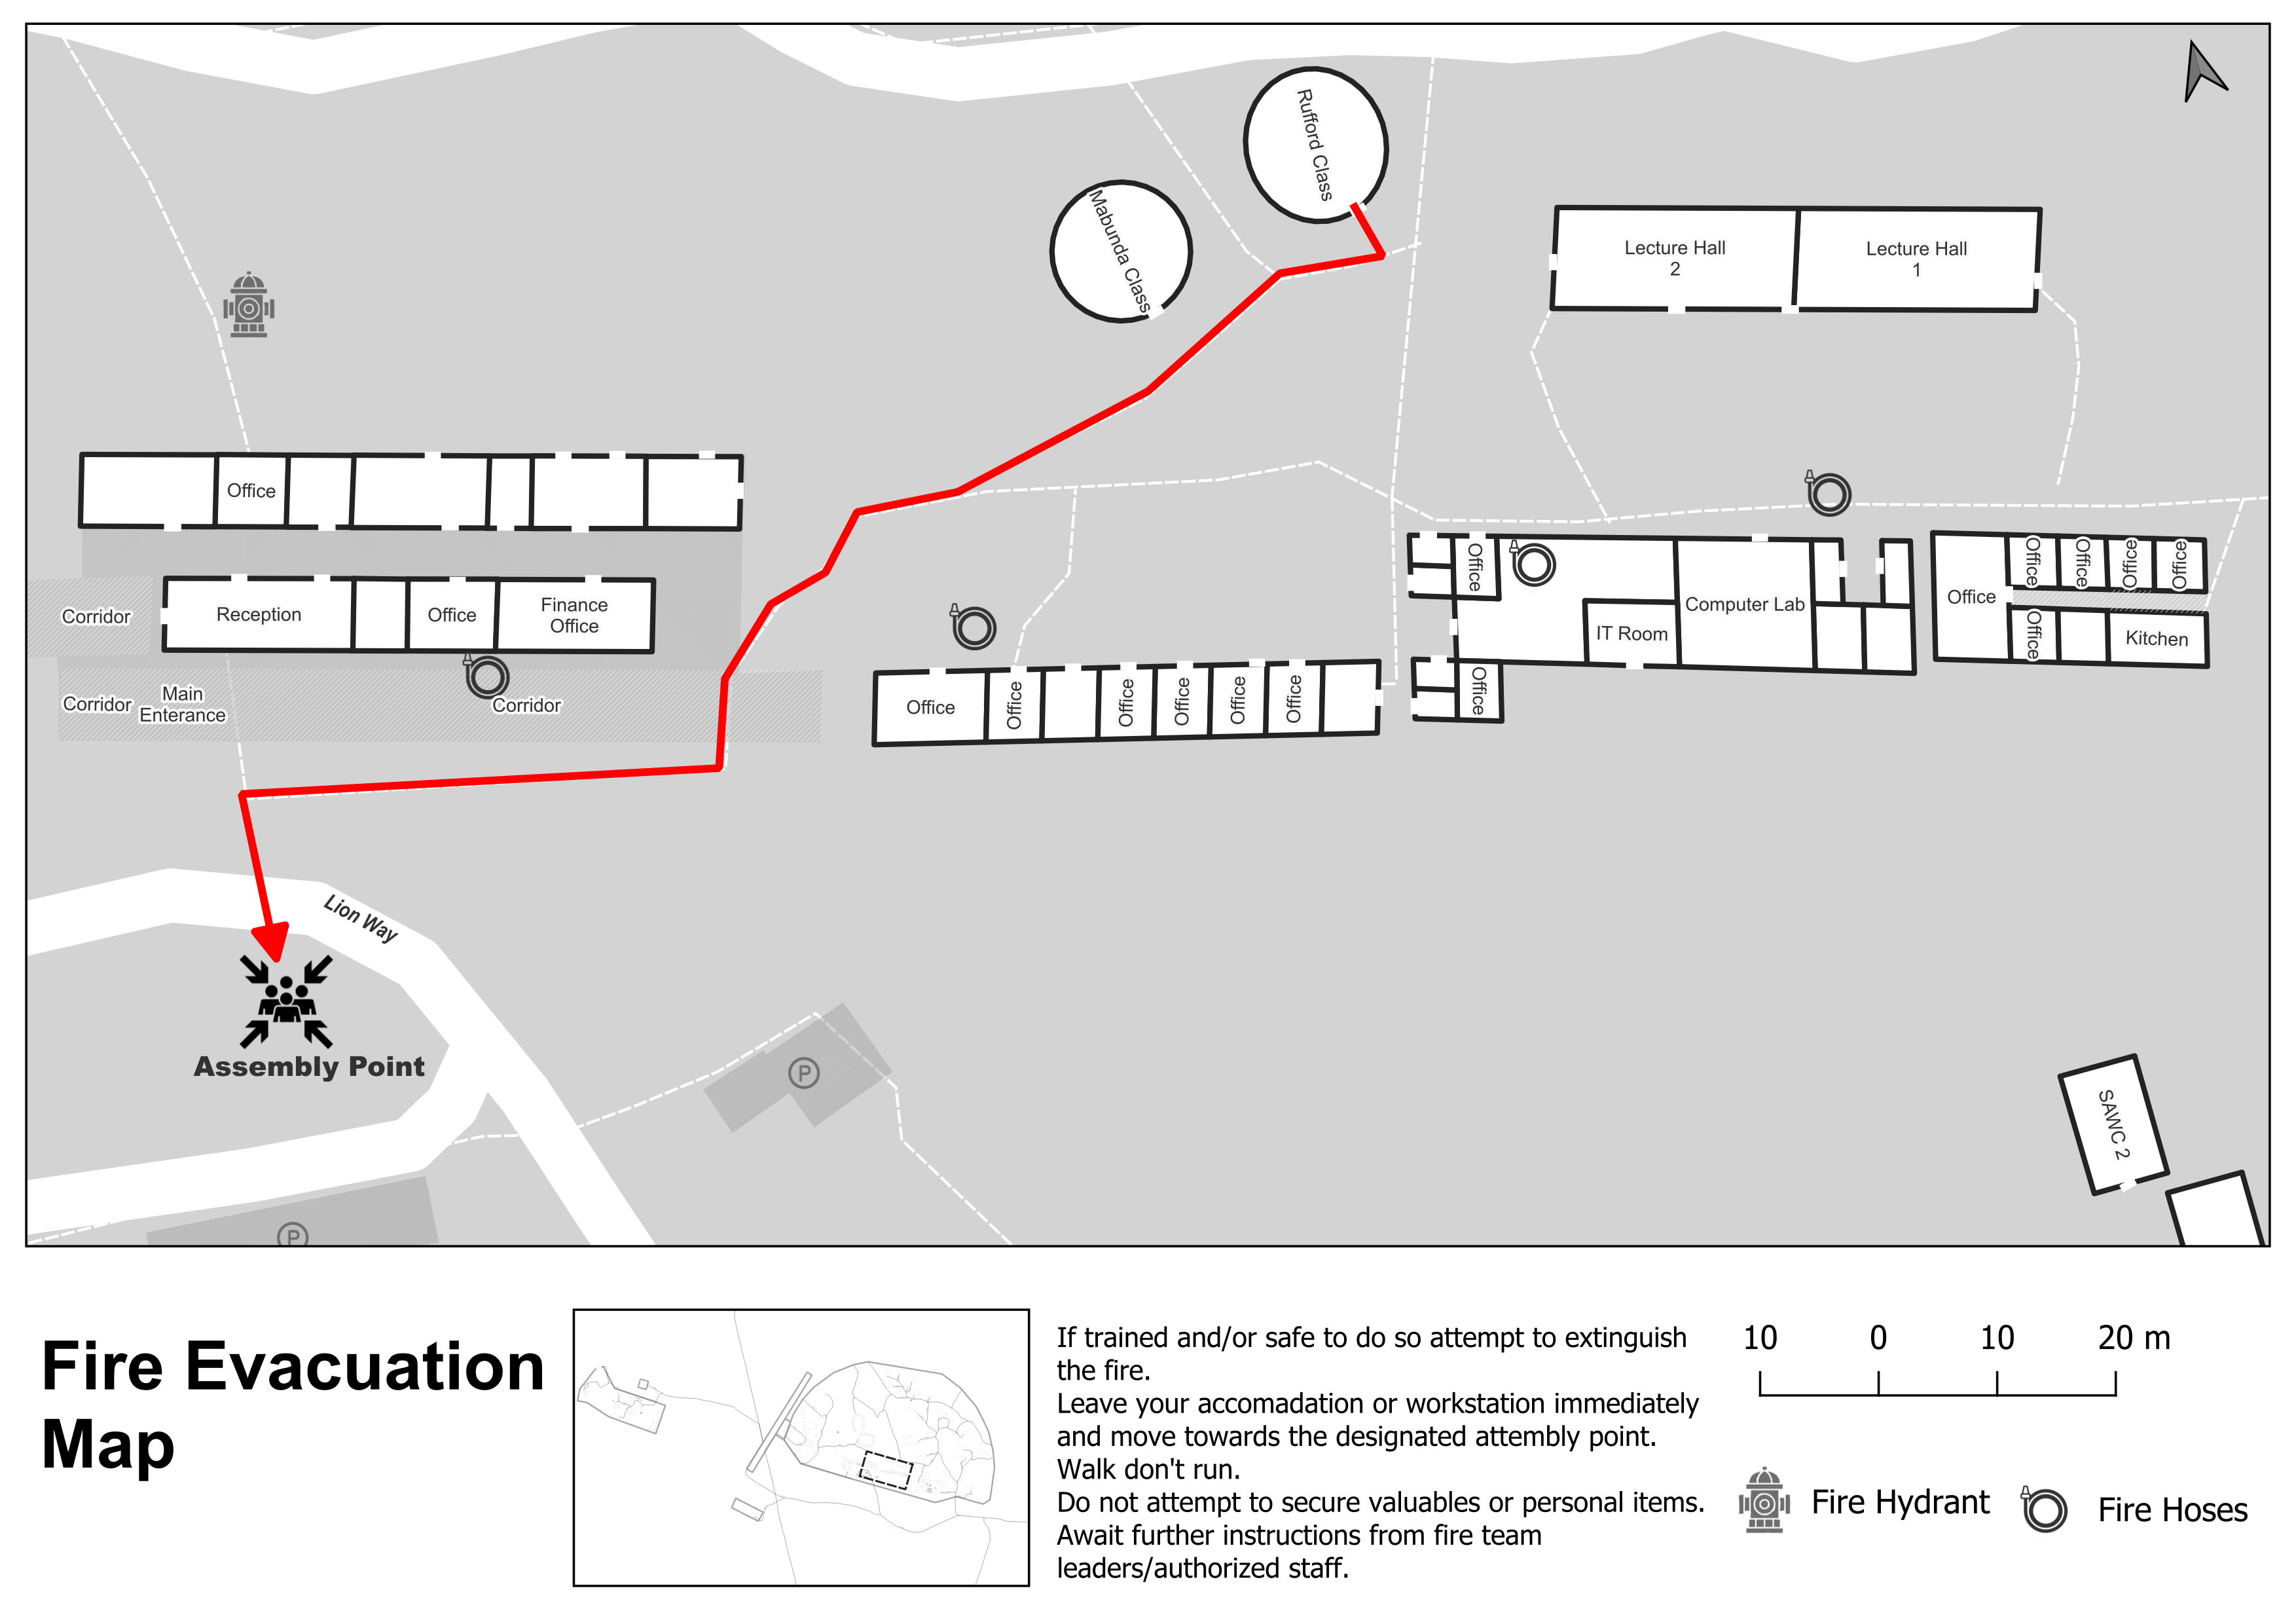 Rufford Class
Mabunda Class
Lecture Hall
2
Lecture Hall
1
Office
Reception
Office
Finance
Office
Corridor
Corridor
Main
Enterance
Corridor
Office
Office
Office
Office
Office
Office
Office
Office
IT Room
Computer Lab
Office
Office
Office
Office
Office
Office
Kitchen
Lion Way
Assembly Point
P
P
SAWC 2
Fire Evacuation
Map
If trained and/or safe to do so attempt to extinguish
the fire.
Leave your accomadation or workstation immediately
and move towards the designated attembly point.
Walk don't run.
Do not attempt to secure valuables or personal items.
Await further instructions from fire team
leaders/authorized staff.
10 0 10 20 m
Fire Hydrant
Fire Hoses